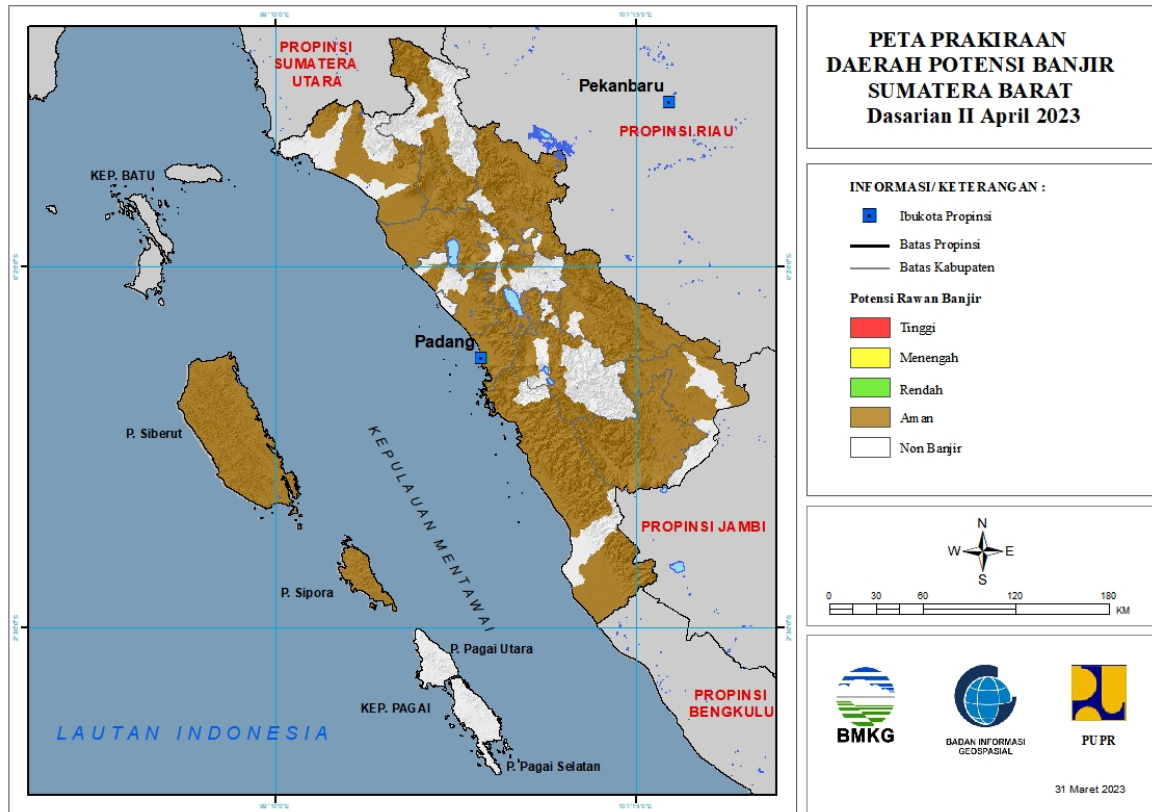 PETA PRAKIRAAN
DAERAH POTENSI BANJIR
SUMATERA BARAT
Dasarian II April 2023
INFORMASI/ KETERANGAN :
Ibukota Propinsi
Batas Propinsi
Batas Kabupaten
Potensi Rawan Banjir
Tinggi
Menengah
Rendah
Aman
Non Banjir
N
W E
S
0 30 60 120 180
KM
BMKG
BADAN INFORMASI
GEOSPASIAL
PUPR
31 Maret 2023
PROPINSI
SUMATERA
UTARA
Pekanbaru
PROPINSI RIAU
KEP. BATU
Padang
P. Siberut
KEPULAUAN MENTAWAI
PROPINSI JAMBI
P. Sipora
P. Pagai Utara
KEP. PAGAI
PROPINSI
BENGKULU
LAUTAN INDONESIA
P. Pagai Selatan